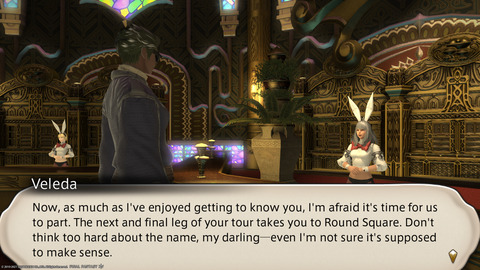 Veleda
Now, as much as I've enjoyed getting to know you, I'm afraid it's time for us
to part. The next and final leg of your tour takes you to Round Square. Don't
think too hard about the name, my darling—even I'm not sure it's supposed
to make sense.